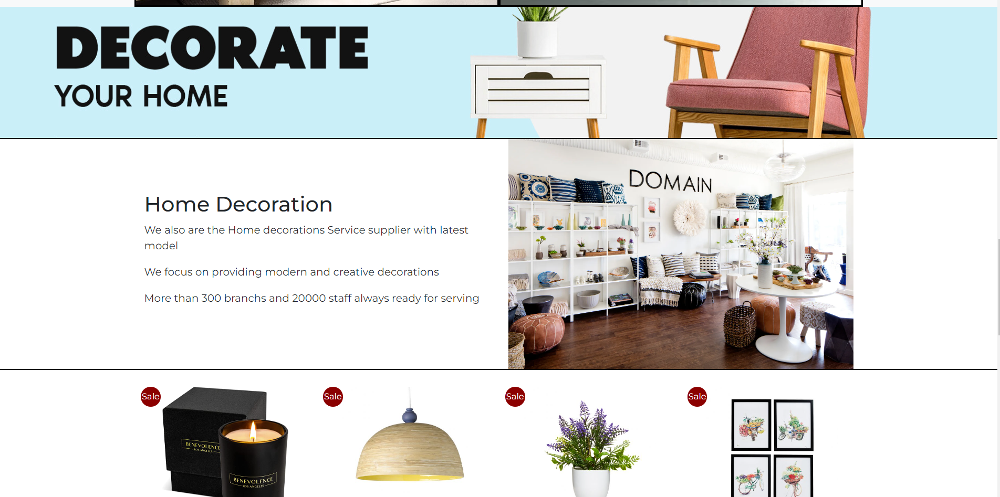 DECORATE
YOUR HOME
DOMAIN
Home Decoration
We also are the Home decorations Service supplier with latest
model
We focus on providing modern and creative decorations
More than 300 branchs and 20000 staff always ready for serving
Sale
Sale
Sale
Sale
BENEVOLENCE
LOS ANGELES
BENEVOLENCE
LOS ANGELES